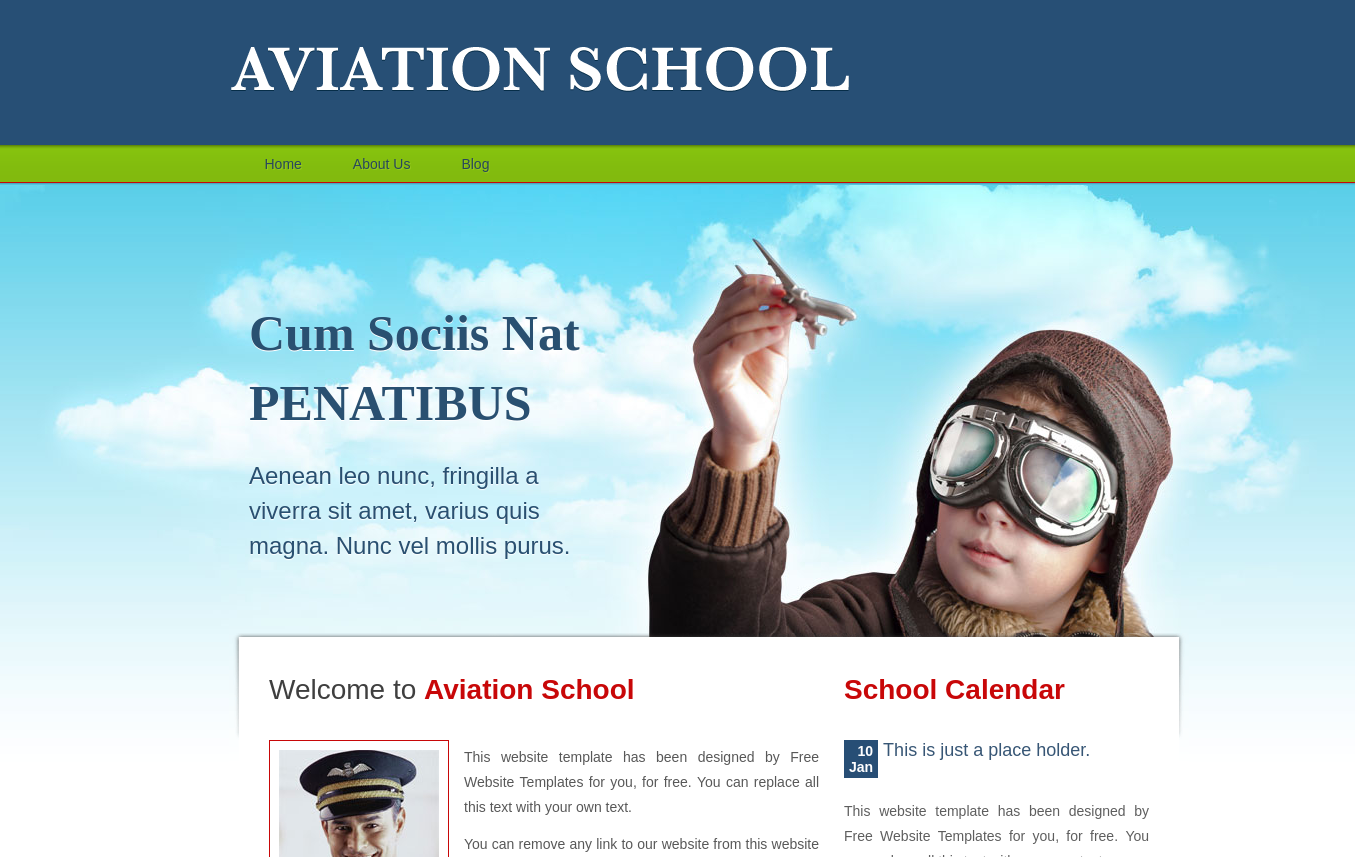 AVIATION SCHOOL
Home
About Us
Blog
Cum Sociis Nat
PENATIBUS
Aenean leo nunc, fringilla a
viverra sit amet, varius quis
magna. Nunc vel mollis purus.
Welcome to Aviation School
This website template has been designed by Free
Website Templates for you, for free. You can replace all
this text with your own text.
You can remove any link to our website from this website
School Calendar
10
Jan
This is just a place holder.
This website template has been designed by
Free Website Templates for you, for free. You